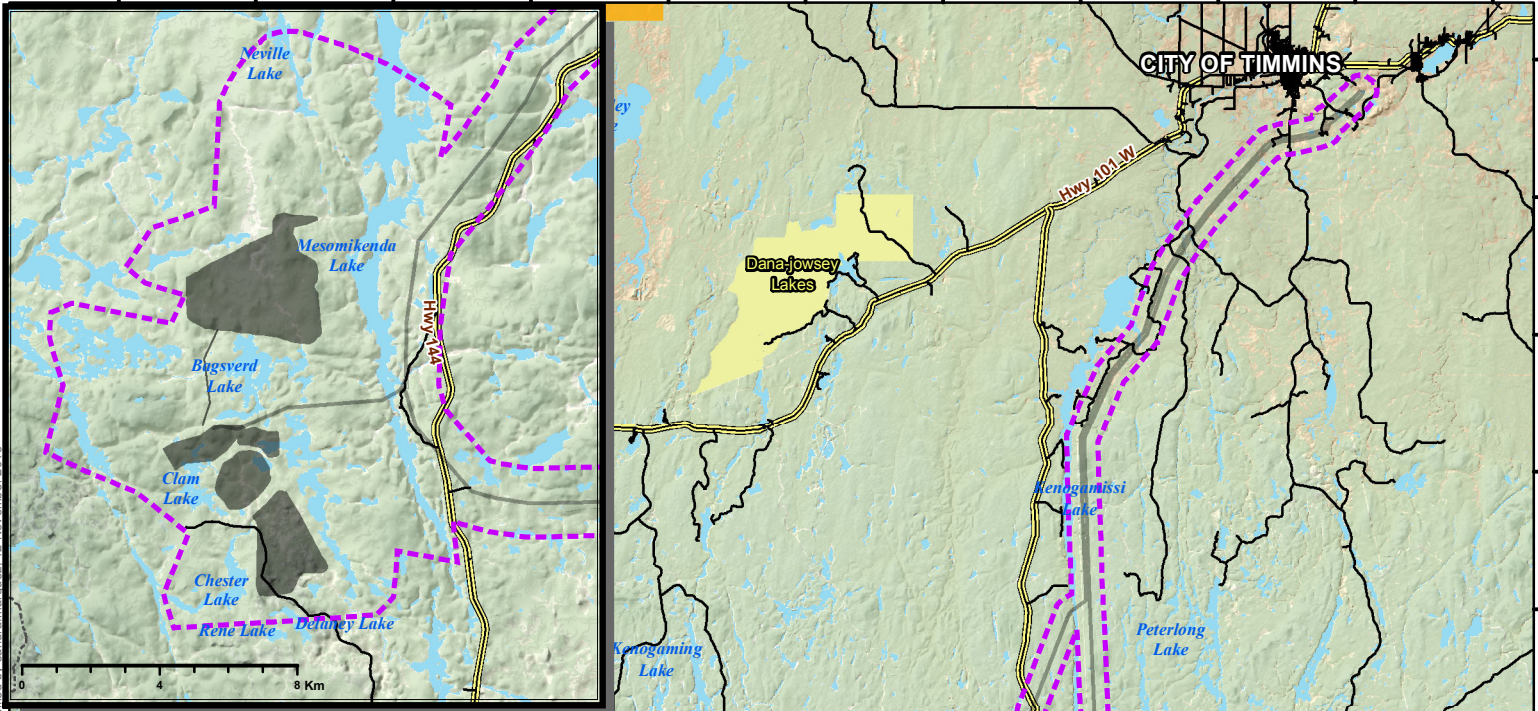 Neville
Lake
Mesomikenda
Lake
Hwy 144
Bagsverd
Lake
Clam
Lake
Chester
Lake
Rene Lake
Delaney Lake
0
4
8 Km
CITY OF TIMMINS
Hwy 101 W
Dana-jowsey
Lakes
Kenogamissi
Lake
Peterlong
Lake
Kenogaming
Lake